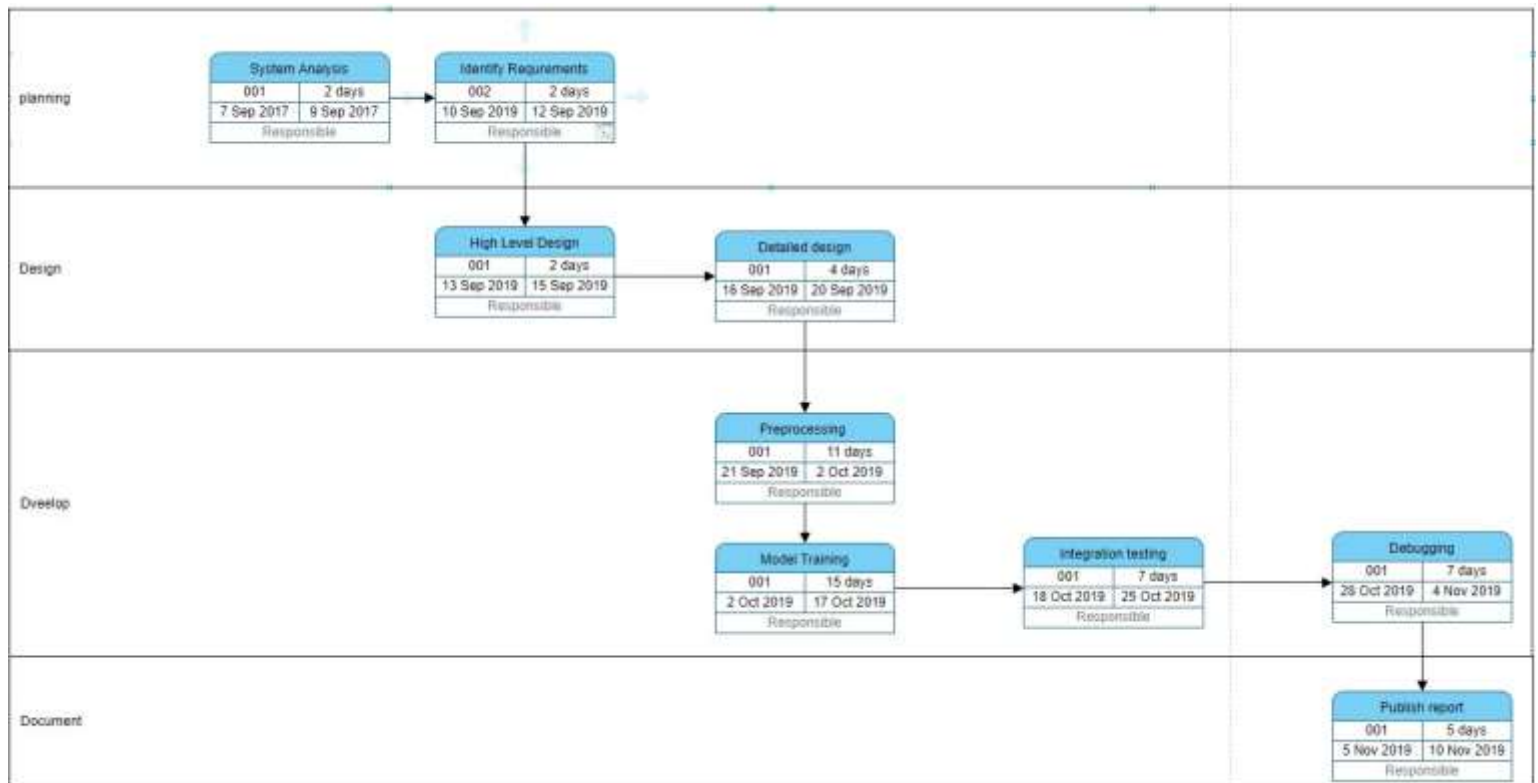 planning
System Analysis
001 2 days
7 Sep 2017 9 Sep 2017
Responsible
Identify Requrements
002 2 days
10 Sep 2019 12 Sep 2019
Responsible
Design
High Level Design
001 2 days
13 Sep 2019 15 Sep 2019
Responsible
Detailed design
001 4 days
16 Sep 2019 20 Sep 2019
Responsible
Dveelop
Preprocessing
001 11 days
21 Sep 2019 2 Oct 2019
Responsible
Model Training
001 15 days
2 Oct 2019 17 Oct 2019
Responsible
Integration testing
001 7 days
18 Oct 2019 25 Oct 2019
Responsible
Debugging
001 7 days
28 Oct 2019 4 Nov 2019
Responsible
Document
Publish report
001 5 days
5 Nov 2019 10 Nov 2019
Responsible